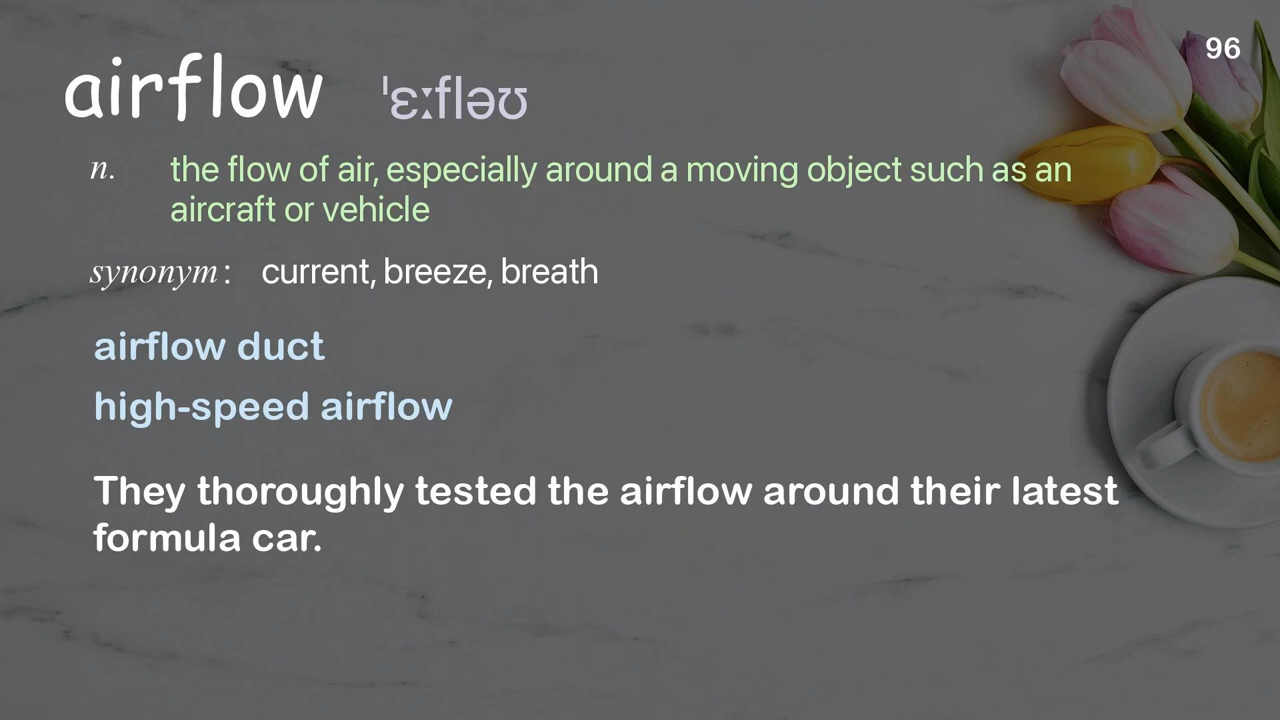 96
airflow ˈɛːfləʊ
n. the flow of air, especially around a moving object such as an
aircraft or vehicle
synonym: current, breeze, breath
airflow duct
high-speed airflow
They thoroughly tested the airflow around their latest
formula car.